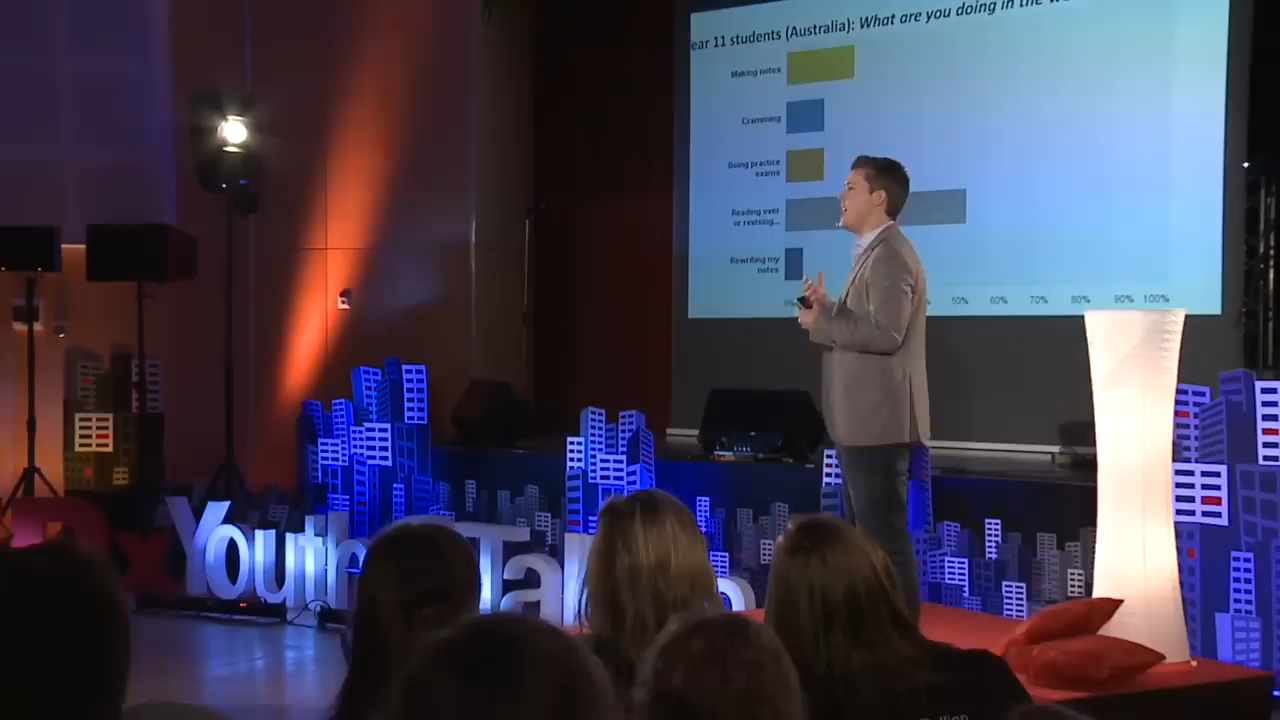 ear 11 students (Australia): What are you doing in the
Making notes
Cramming
Doing practice
exams
Reading over
or revising...
Rewriting my
notes
50% 60% 70% 80% 90% 100%
Youth
Tal